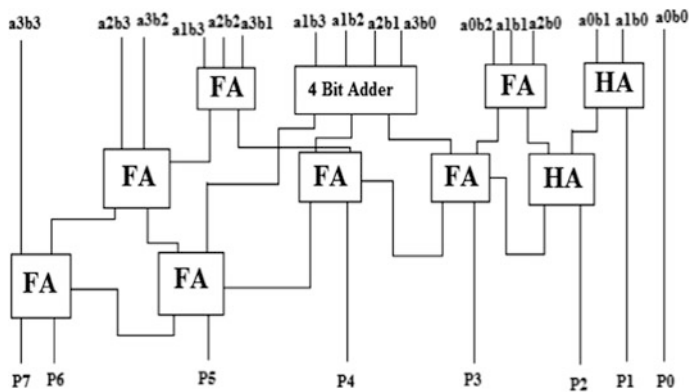 a3b3 a2b3 a3b2 a1b3 a2b2 a3b1 a1b3 a1b2 a2b1 a3b0 a0b2 a1b1 a2b0 a0b1 a1b0 a0b0
FA 4 Bit Adder FA HA
FA FA FA HA
FA FA
P7 P6 P5 P4 P3 P2 P1 P0